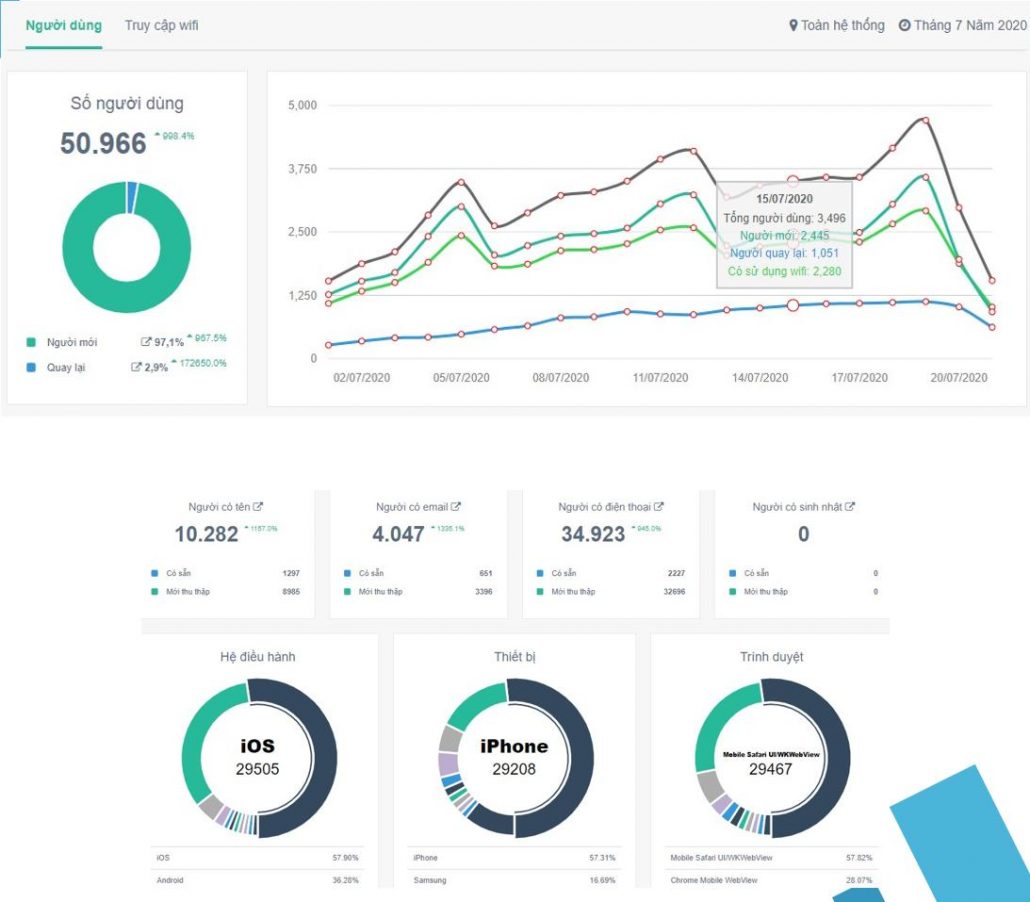 Người dùng Truy cập wifi Toàn hệ thống Tháng 7 Năm 2020
Số người dùng
50.966 998.4%
Người mới 97,1% 967.5%
Quay lại 2,9% 172650.0%
5,000
3,750
2,500
1,250
0
15/07/2020
Tổng người dùng: 3,496
Người mới: 2,445
Người quay lại: 1,051
Có sử dụng wifi: 2,280
02/07/2020 05/07/2020 08/07/2020 11/07/2020 14/07/2020 17/07/2020 20/07/2020
Người có tên
10.282 1157.0%
Có sẵn 1297
Mới thu thập 8985
Người có email
4.047 1335.1%
Có sẵn 651
Mới thu thập 3396
Người có điện thoại
34.923 945.0%
Có sẵn 2227
Mới thu thập 32696
Người có sinh nhật
0
Có sẵn 0
Mới thu thập 0
Hệ điều hành
iOS
29505
iOS 57.90%
Android 36.28%
Thiết bị
iPhone
29208
iPhone 57.31%
Samsung 16.69%
Trình duyệt
Mobile Safari UI/WKWebView
29467
Mobile Safari UI/WKWebView 57.82%
Chrome Mobile WebView 28.07%